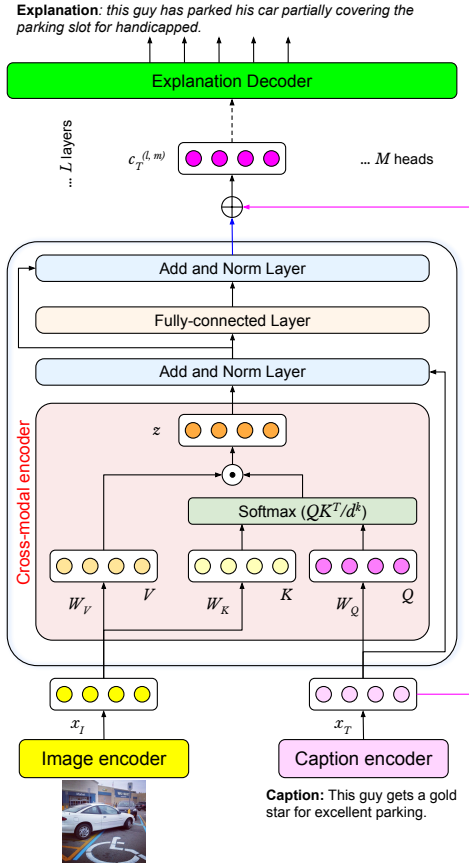 Explanation: this guy has parked his car partially covering the
parking slot for handicapped.
Explanation Decoder
... L layers
c_T^(l, m)
... M heads
Add and Norm Layer
Fully-connected Layer
Add and Norm Layer
Cross-modal encoder
z
Softmax (QK^T/d^k)
W_V
V
W_K
K
W_Q
Q
x_I
x_T
Image encoder
Caption encoder
Caption: This guy gets a gold
star for excellent parking.